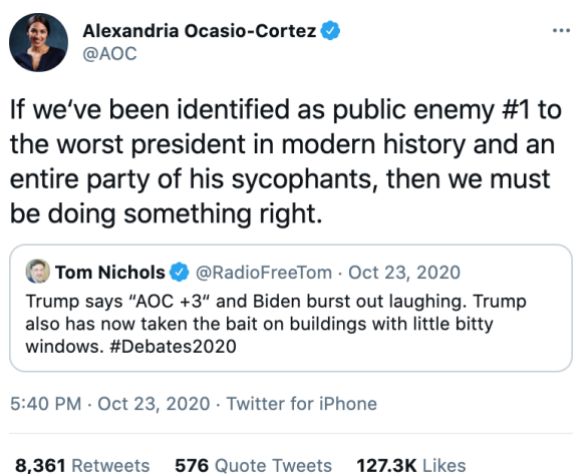 Alexandria Ocasio-Cortez
@AOC
If we've been identified as public enemy #1 to
the worst president in modern history and an
entire party of his sycophants, then we must
be doing something right.
Tom Nichols @RadioFreeTom · Oct 23, 2020
Trump says “AOC +3“ and Biden burst out laughing. Trump
also has now taken the bait on buildings with little bitty
windows. #Debates2020
5:40 PM · Oct 23, 2020 · Twitter for iPhone
8,361 Retweets 576 Quote Tweets 127.3K Likes